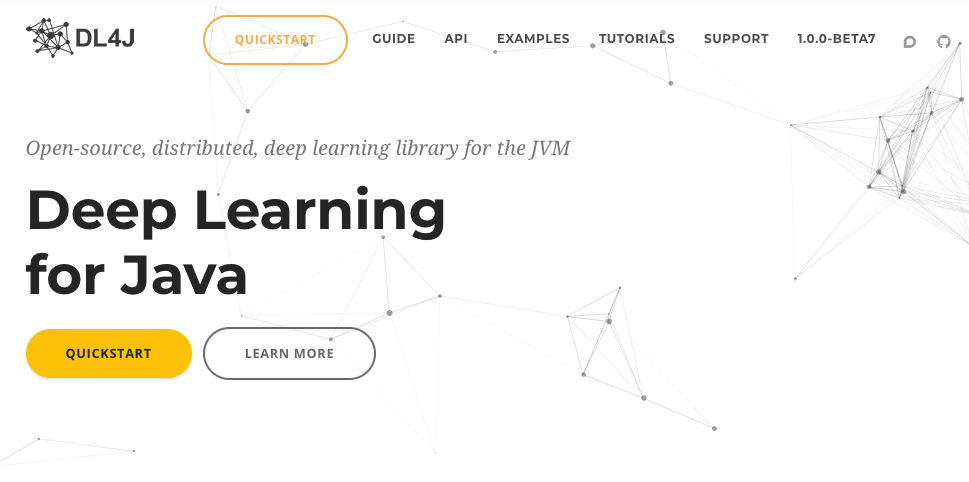 DL4J
QUICKSTART
GUIDE
API
EXAMPLES
TUTORIALS
SUPPORT
1.0.0-BETA7
Open-source, distributed, deep learning library for the JVM
Deep Learning
for Java
QUICKSTART
LEARN MORE